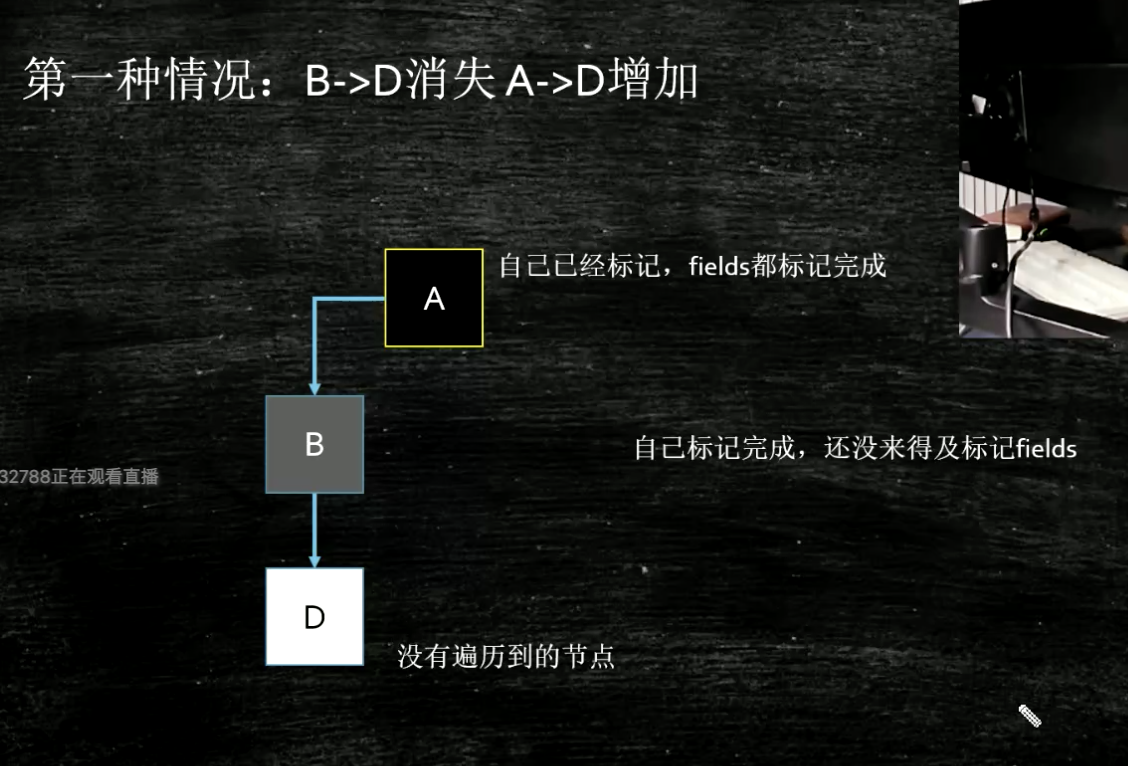 第一种情况：B->D消失 A->D增加
A
自己已经标记，fields都标记完成
B
自己标记完成，还没来得及标记fields
32788正在观看直播
D
没有遍历到的节点